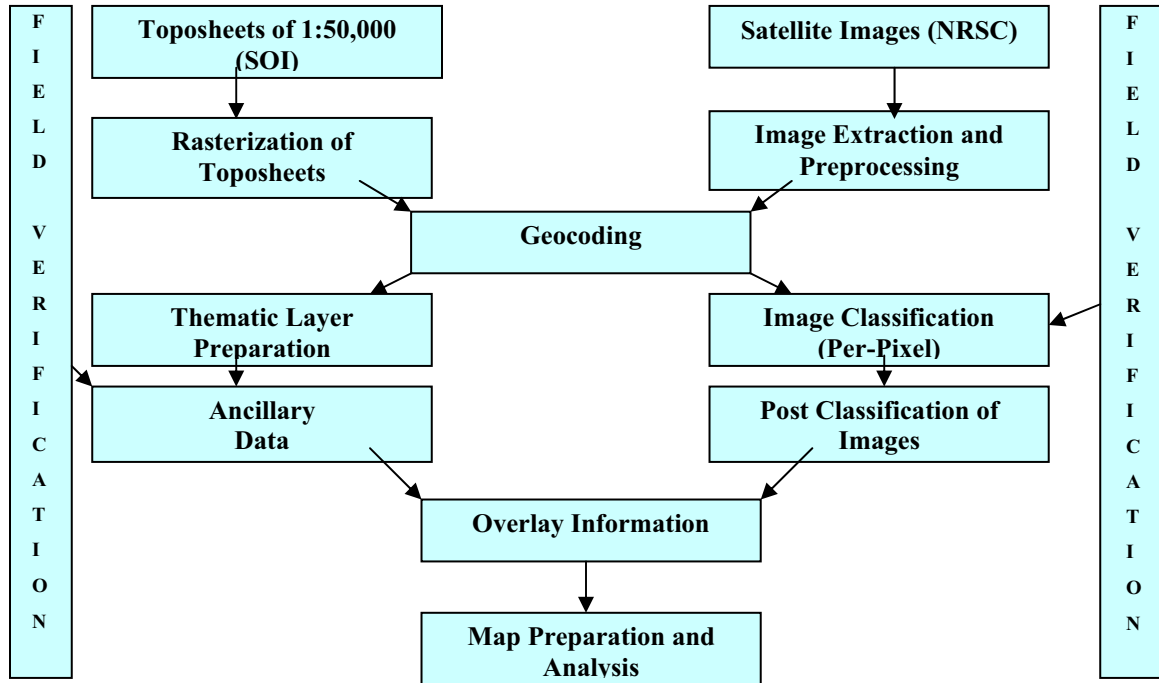 FIELD VERIFICATION
Toposheets of 1:50,000
(SOI)
Satellite Images (NRSC)
FIELD VERIFICATION
Rasterization of
Toposheets
Image Extraction and
Preprocessing
Geocoding
Thematic Layer
Preparation
Image Classification
(Per-Pixel)
Ancillary
Data
Post Classification of
Images
Overlay Information
Map Preparation and
Analysis